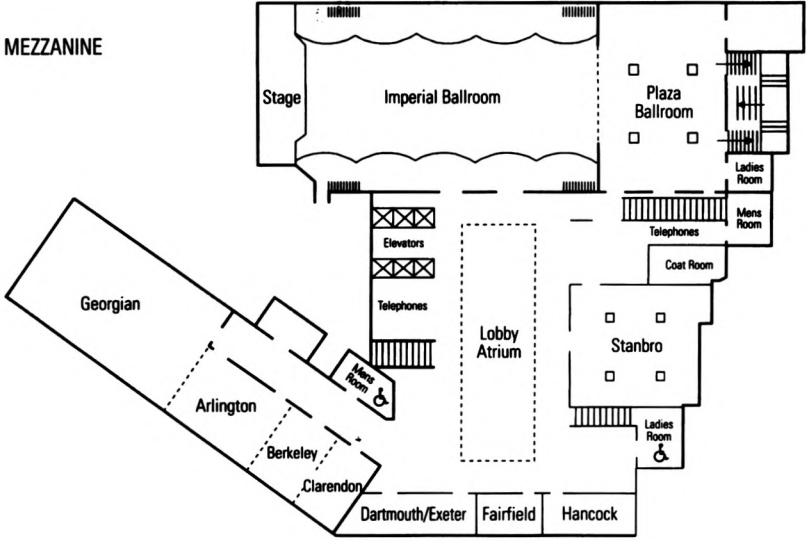 MEZZANINE
Stage
Imperial Ballroom
Plaza
Ballroom
Ladies
Room
Mens
Room
Telephones
Coat Room
Elevators
Telephones
Lobby
Atrium
Stanbro
Georgian
Mens
Room
Arlington
Berkeley
Clarendon
Ladies
Room
Dartmouth/Exeter
Fairfield
Hancock